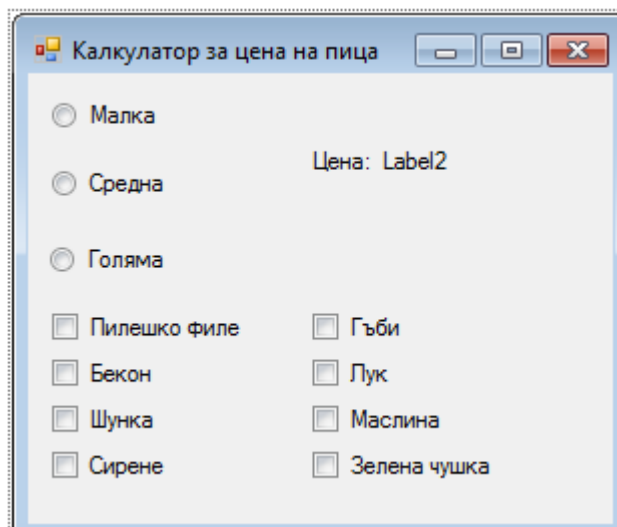 Калкулатор за цена на пица
Малка
Цена: Label2
Средна
Голяма
Пилешко филе
Гъби
Бекон
Лук
Шунка
Маслина
Сирене
Зелена чушка